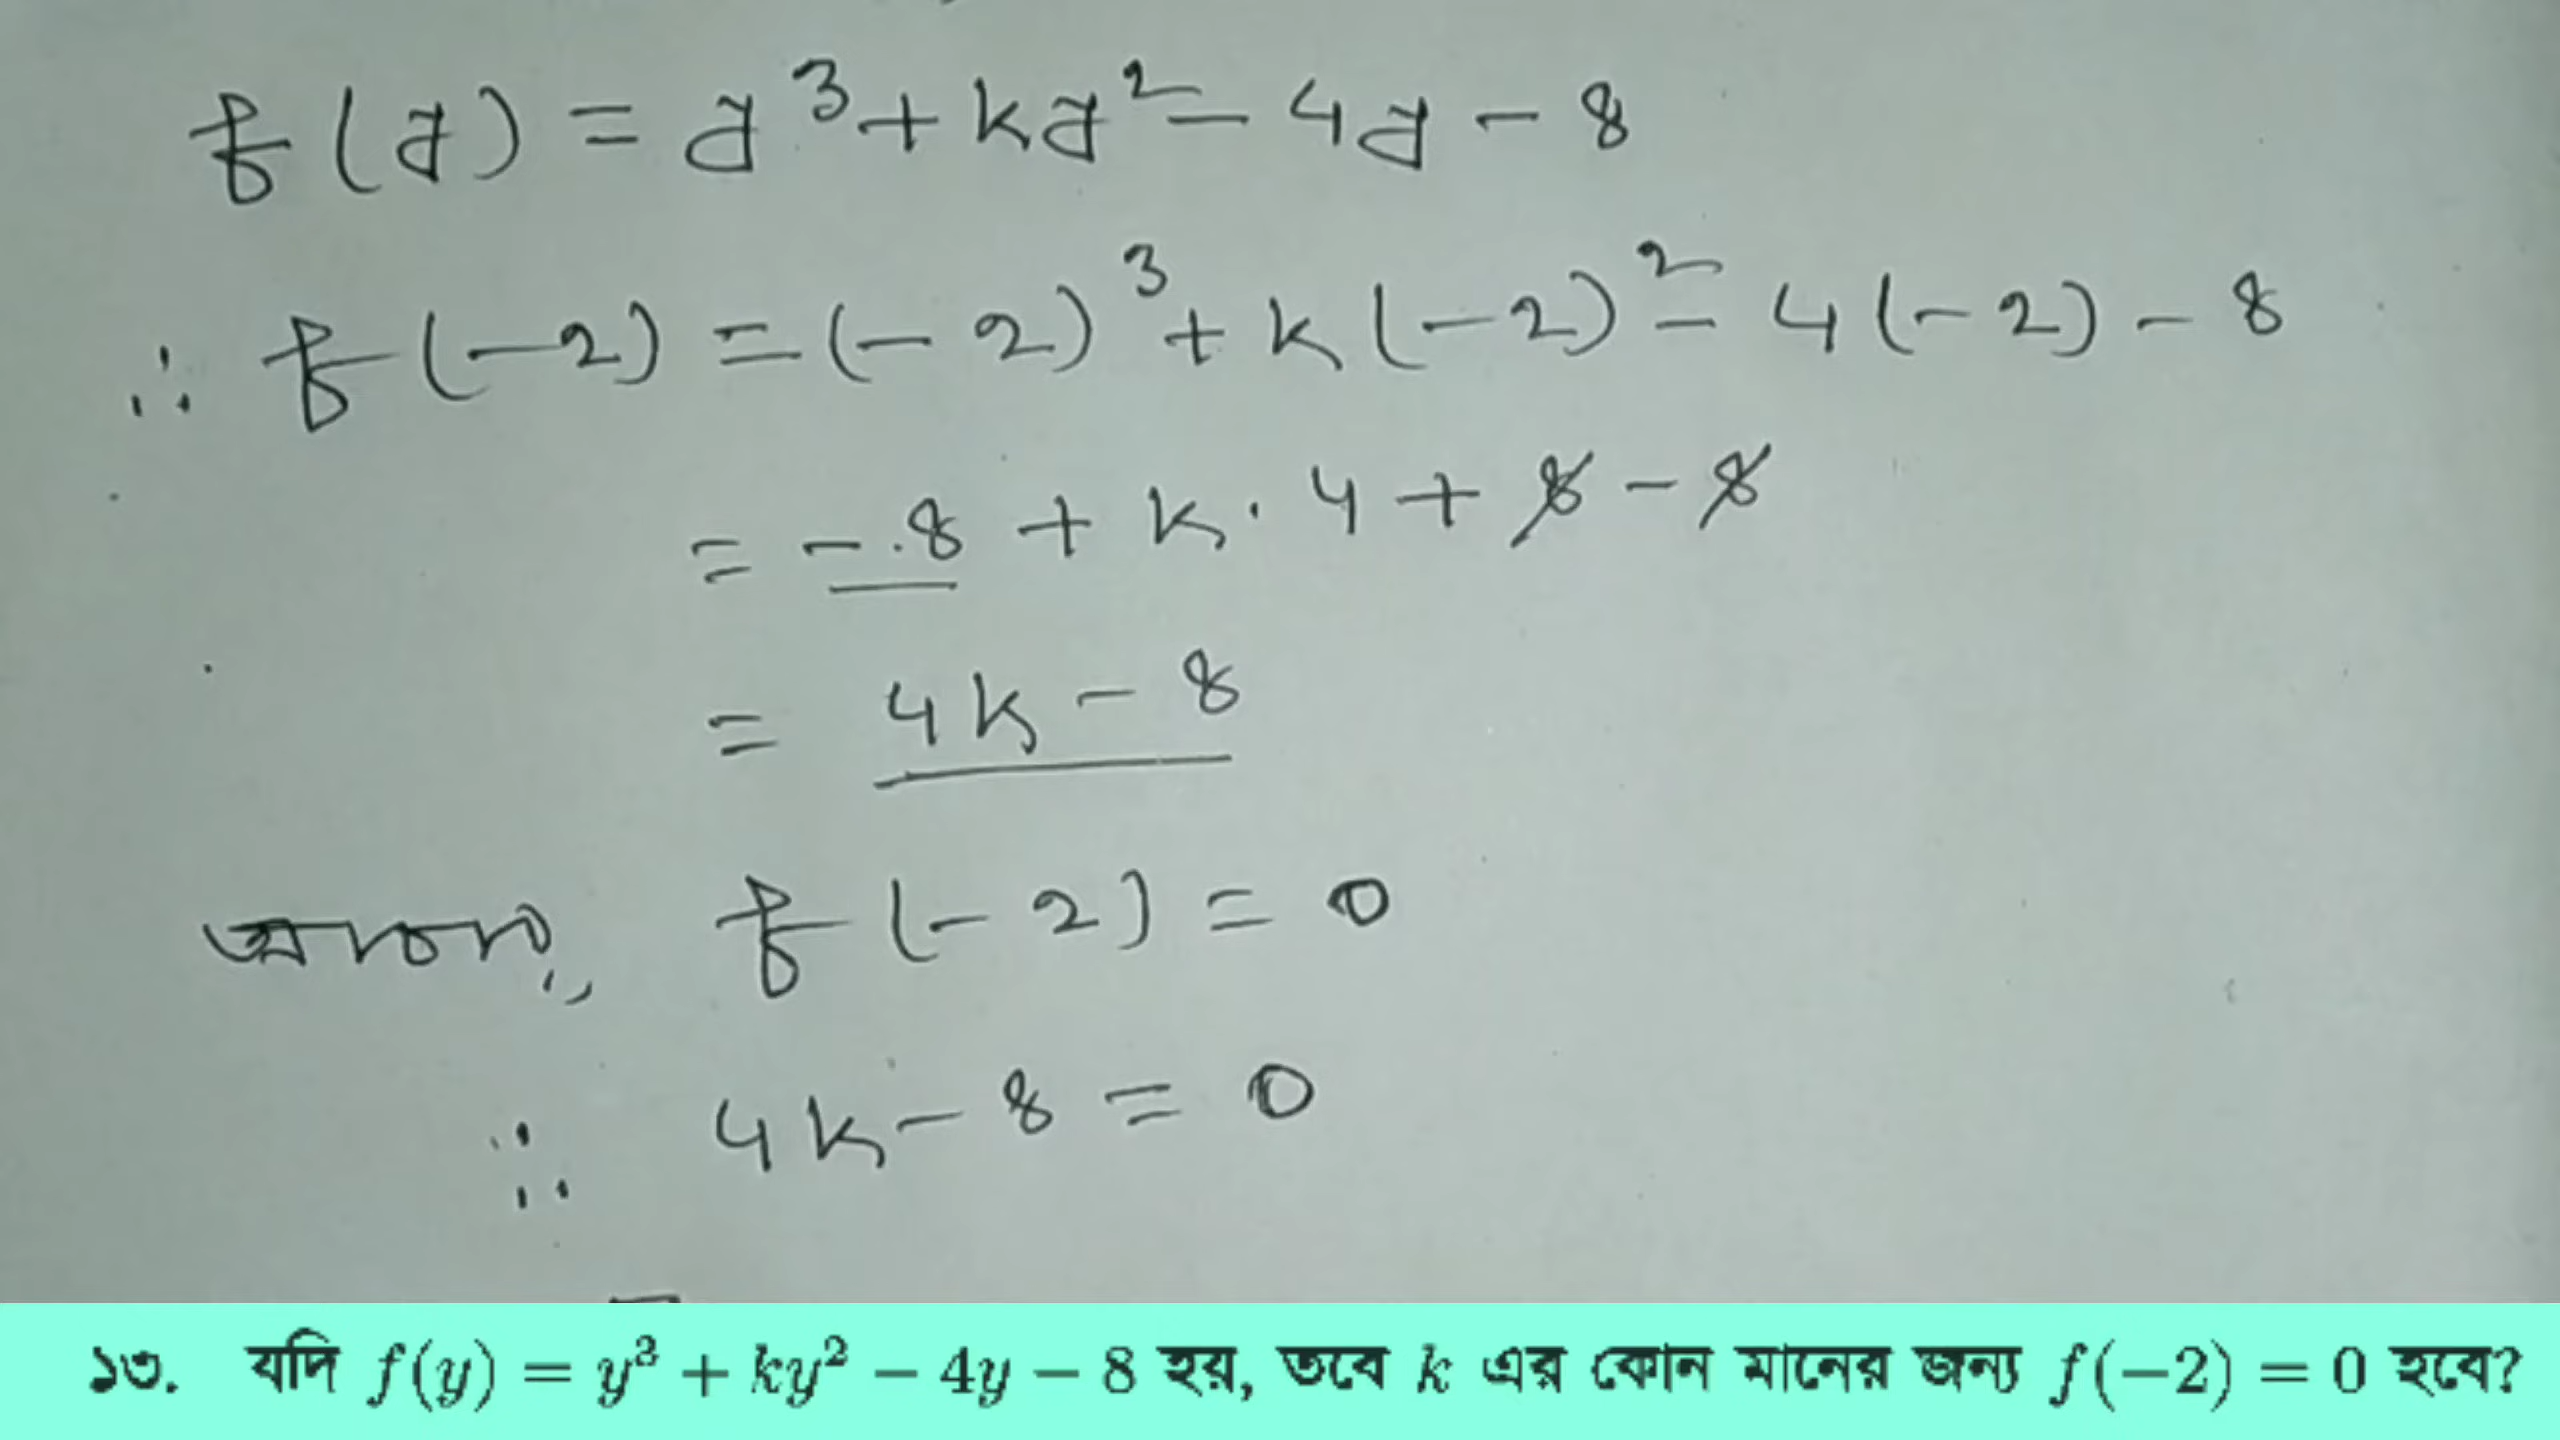 f(y) = y³ + ky² - 4y - 8
∴ f(-2) = (-2)³ + k(-2)² - 4(-2) - 8
= -8 + k. 4 + 8 - 8
= 4k - 8
f(-2) = 0
∴ 4k - 8 = 0
১৩. যদি f(y) = y³ + ky² − 4y − 8 হয়, তবে k এর কোন মানের জন্য f(−2) = 0 হবে?